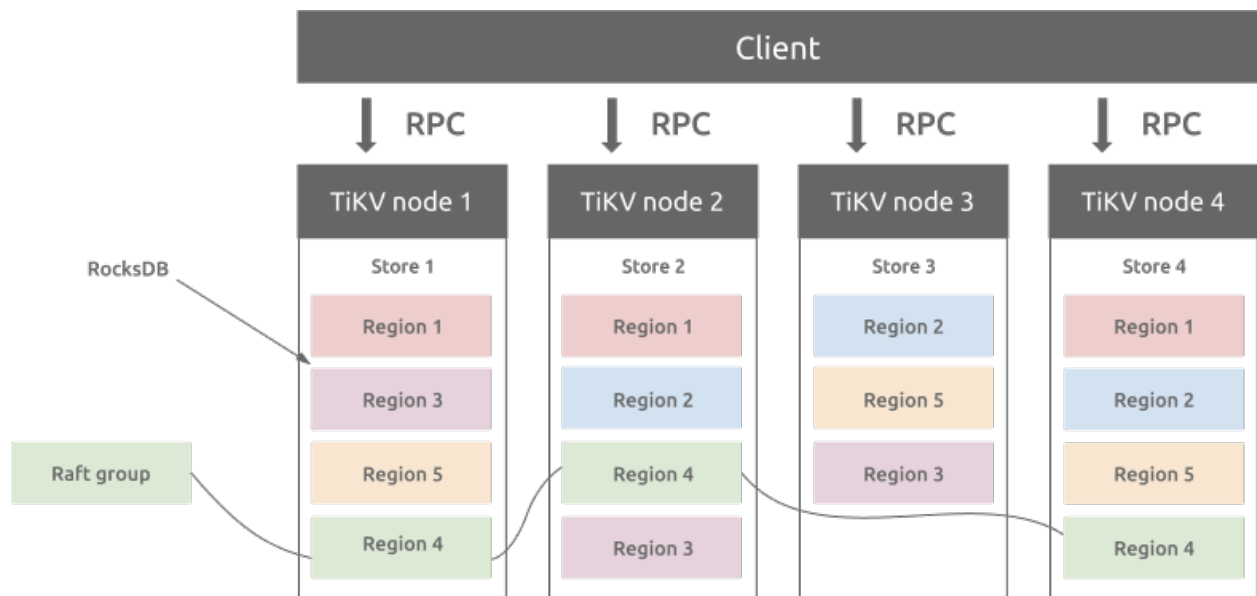 Client
RPC
RPC
RPC
RPC
TiKV node 1
TiKV node 2
TiKV node 3
TiKV node 4
RocksDB
Store 1
Store 2
Store 3
Store 4
Region 1
Region 1
Region 2
Region 1
Region 3
Region 2
Region 5
Region 2
Raft group
Region 5
Region 4
Region 3
Region 5
Region 4
Region 3
Region 4